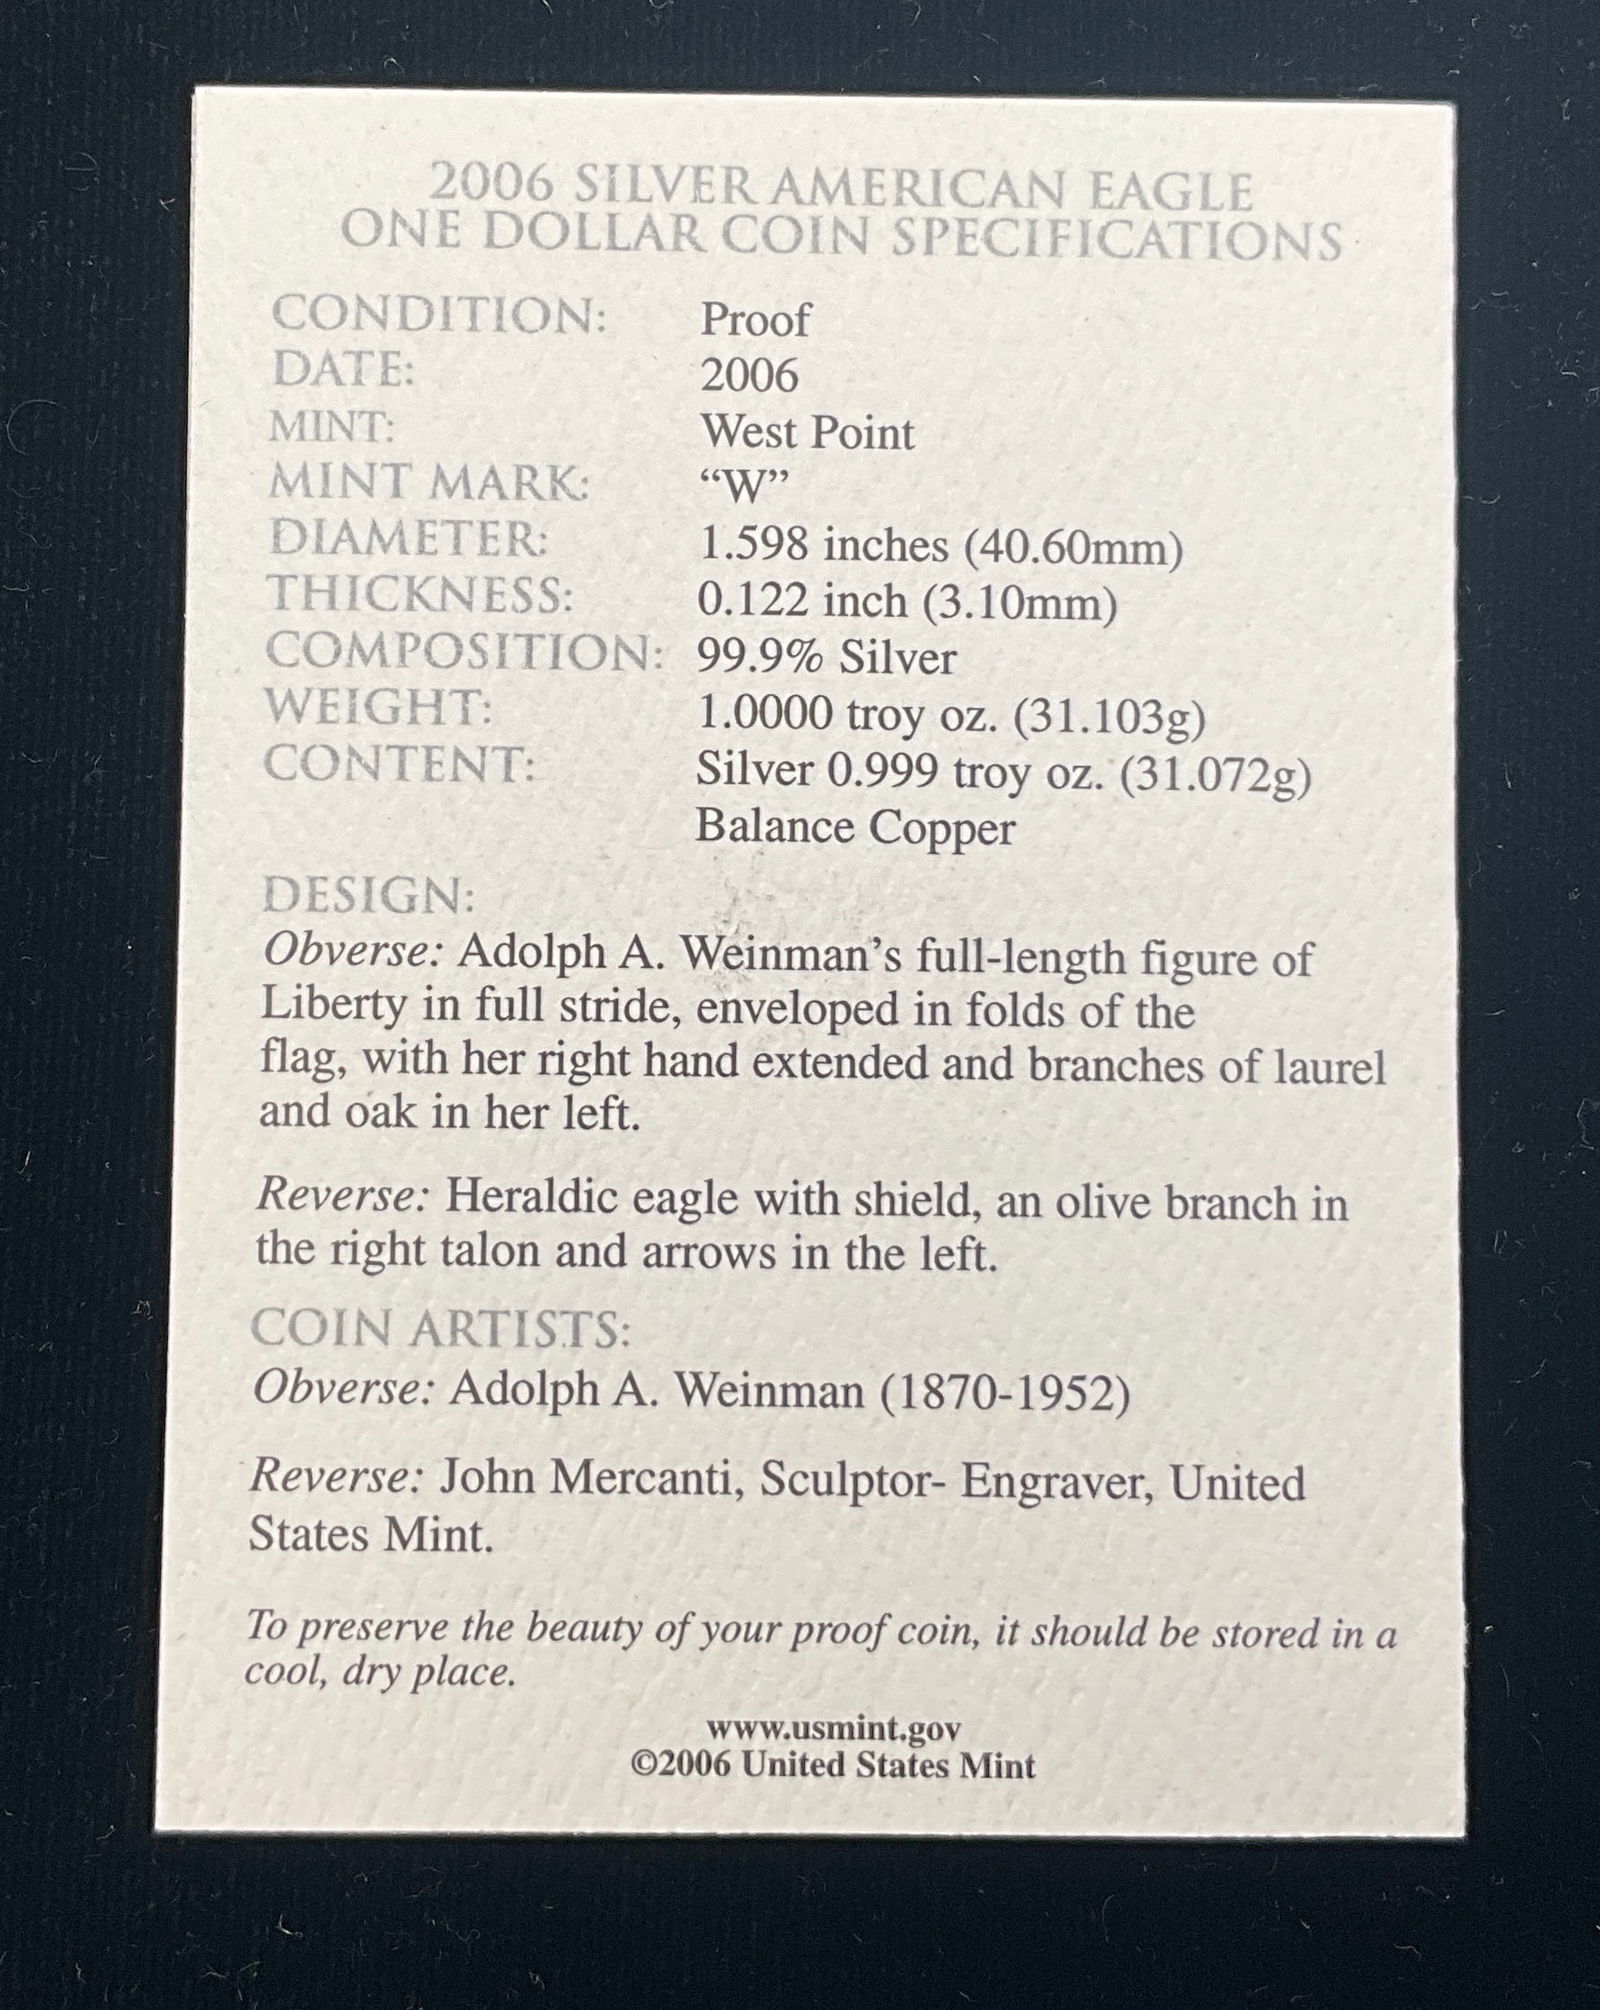 2006 SILVER AMERICAN EAGLE
ONE DOLLAR COIN SPECIFICATIONS
CONDITION: Proof
DATE: 2006
MINT: West Point
MINT MARK: “W”
DIAMETER: 1.598 inches (40.60mm)
THICKNESS: 0.122 inch (3.10mm)
COMPOSITION: 99.9% Silver
WEIGHT: 1.0000 troy oz. (31.103g)
CONTENT: Silver 0.999 troy oz. (31.072g)
Balance Copper
DESIGN:
Obverse: Adolph A. Weinman’s full-length figure of
Liberty in full stride, enveloped in folds of the
flag, with her right hand extended and branches of laurel
and oak in her left.
Reverse: Heraldic eagle with shield, an olive branch in
the right talon and arrows in the left.
COIN ARTISTS:
Obverse: Adolph A. Weinman (1870-1952)
Reverse: John Mercanti, Sculptor- Engraver, United
States Mint.
To preserve the beauty of your proof coin, it should be stored in a
cool, dry place.
www.usmint.gov
©2006 United States Mint